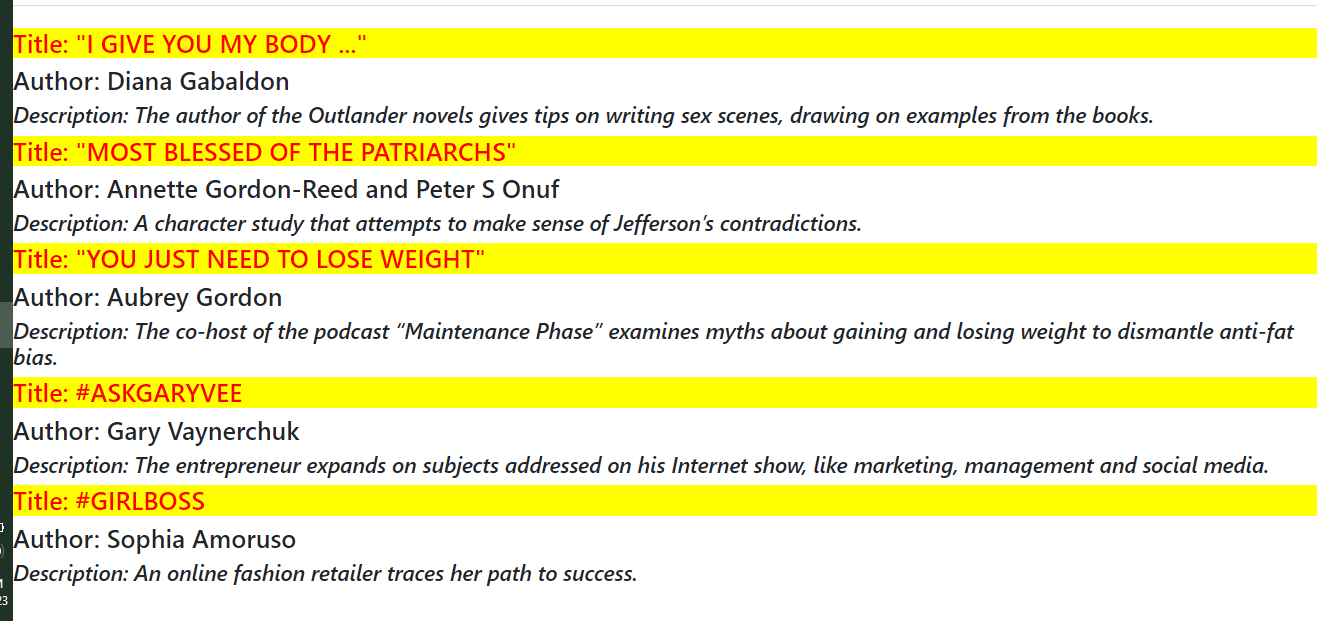 Title: "I GIVE YOU MY BODY ..."
Author: Diana Gabaldon
Description: The author of the Outlander novels gives tips on writing sex scenes, drawing on examples from the books.
Title: "MOST BLESSED OF THE PATRIARCHS"
Author: Annette Gordon-Reed and Peter S Onuf
Description: A character study that attempts to make sense of Jefferson’s contradictions.
Title: "YOU JUST NEED TO LOSE WEIGHT"
Author: Aubrey Gordon
Description: The co-host of the podcast “Maintenance Phase” examines myths about gaining and losing weight to dismantle anti-fat
bias.
Title: #ASKGARYVEE
Author: Gary Vaynerchuk
Description: The entrepreneur expands on subjects addressed on his Internet show, like marketing, management and social media.
Title: #GIRLBOSS
Author: Sophia Amoruso
Description: An online fashion retailer traces her path to success.